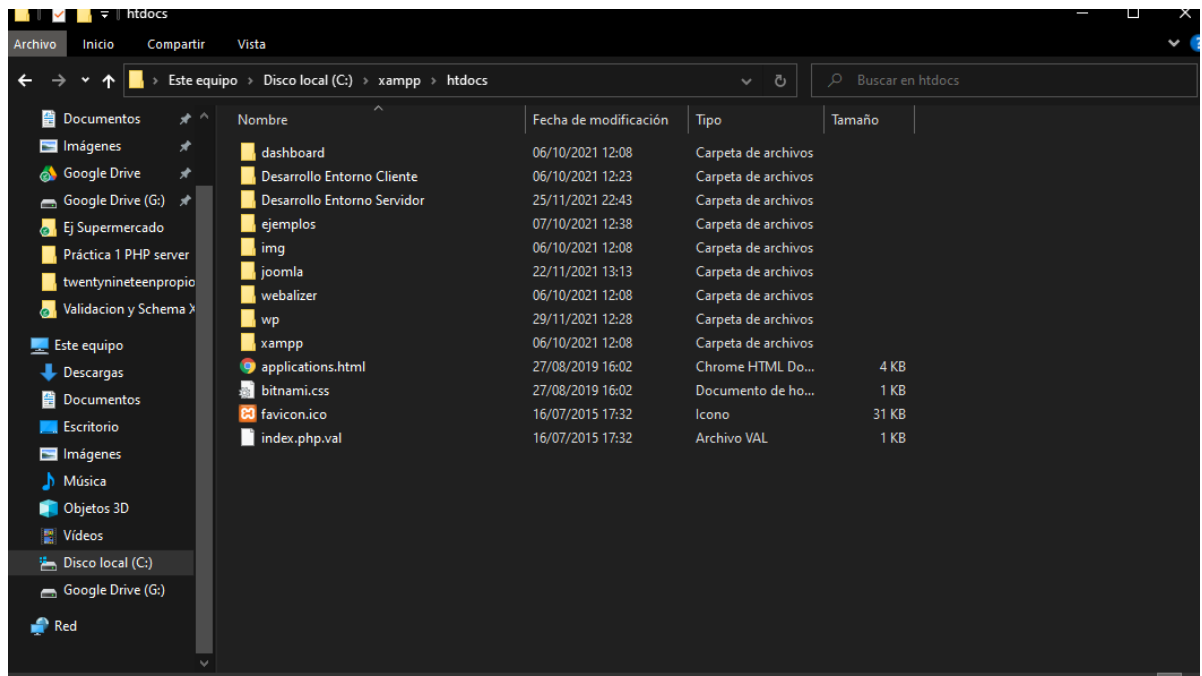 htdocs
Archivo Inicio Compartir Vista
Este equipo > Disco local (C:) > xampp > htdocs
Buscar en htdocs
Documentos
Imágenes
Google Drive
Google Drive (G:)
Ej Supermercado
Práctica 1 PHP server
twentynineteenpropio
Validacion y Schema X
Este equipo
Descargas
Documentos
Escritorio
Imágenes
Música
Objetos 3D
Vídeos
Disco local (C:)
Google Drive (G:)
Red
Nombre Fecha de modificación Tipo Tamaño
dashboard 06/10/2021 12:08 Carpeta de archivos
Desarrollo Entorno Cliente 06/10/2021 12:23 Carpeta de archivos
Desarrollo Entorno Servidor 25/11/2021 22:43 Carpeta de archivos
ejemplos 07/10/2021 12:38 Carpeta de archivos
img 06/10/2021 12:08 Carpeta de archivos
joomla 22/11/2021 13:13 Carpeta de archivos
webalizer 06/10/2021 12:08 Carpeta de archivos
wp 29/11/2021 12:28 Carpeta de archivos
xampp 06/10/2021 12:08 Carpeta de archivos
applications.html 27/08/2019 16:02 Chrome HTML Do... 4 KB
bitnami.css 27/08/2019 16:02 Documento de ho... 1 KB
favicon.ico 16/07/2015 17:32 Icono 31 KB
index.php.val 16/07/2015 17:32 Archivo VAL 1 KB